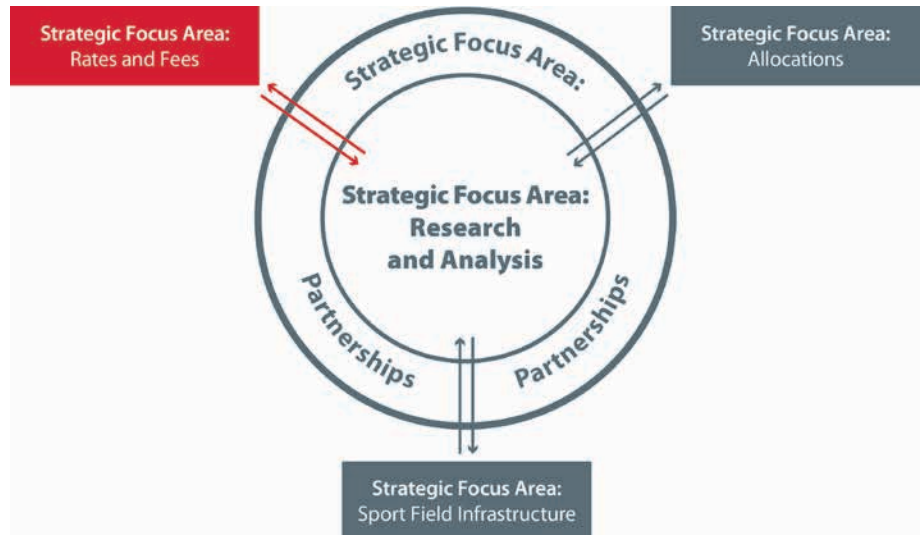 Strategic Focus Area:
Rates and Fees
Strategic Focus Area:
Allocations
Strategic Focus Area:
Strategic Focus Area:
Research
and Analysis
Partnerships
Partnerships
Strategic Focus Area:
Sport Field Infrastructure